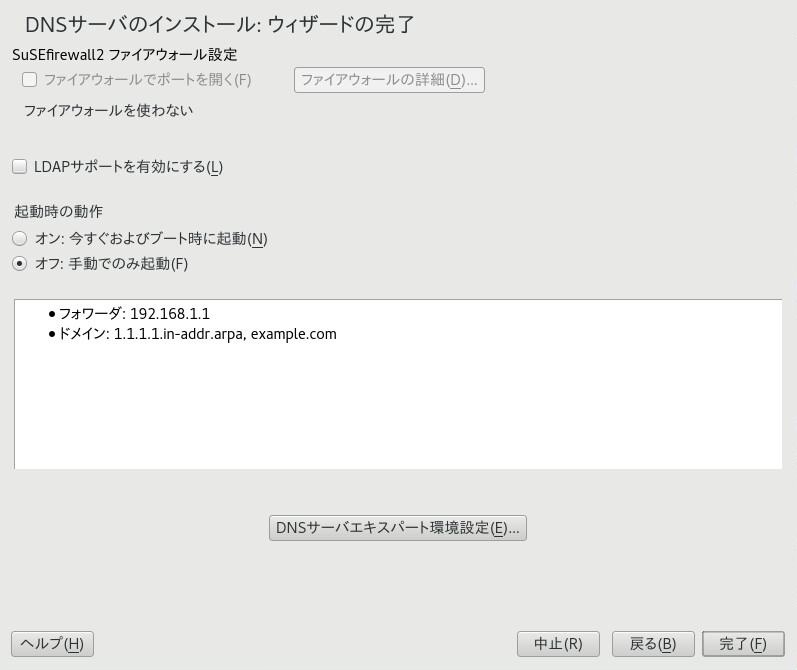 DNSサーバのインストール: ウィザードの完了
SuSEfirewall2 ファイアウォール設定
ファイアウォールでポートを開く(F) ファイアウォールの詳細(D)...
ファイアウォールを使わない
LDAPサポートを有効にする(L)
起動時の動作
オン: 今すぐおよびブート時に起動(N)
オフ: 手動でのみ起動(F)
• フォワーダ: 192.168.1.1
• ドメイン: 1.1.1.1.in-addr.arpa, example.com
DNSサーバエキスパート環境設定(E)...
ヘルプ(H) 中止(R) 戻る(B) 完了(F)